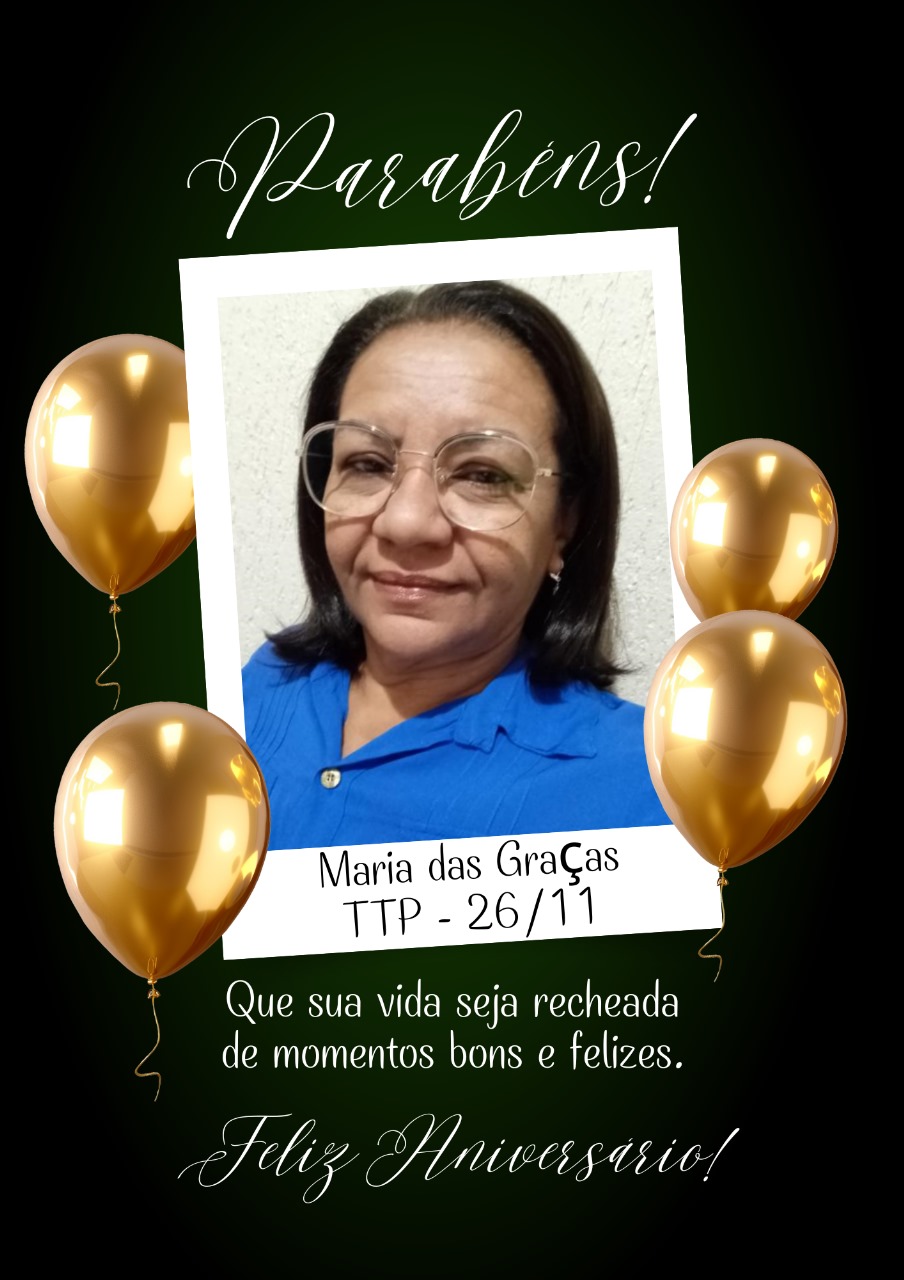 Parabéns!
Maria das Graças
TTP - 26/11
Que sua vida seja recheada
de momentos bons e felizes.
Feliz Aniversário!